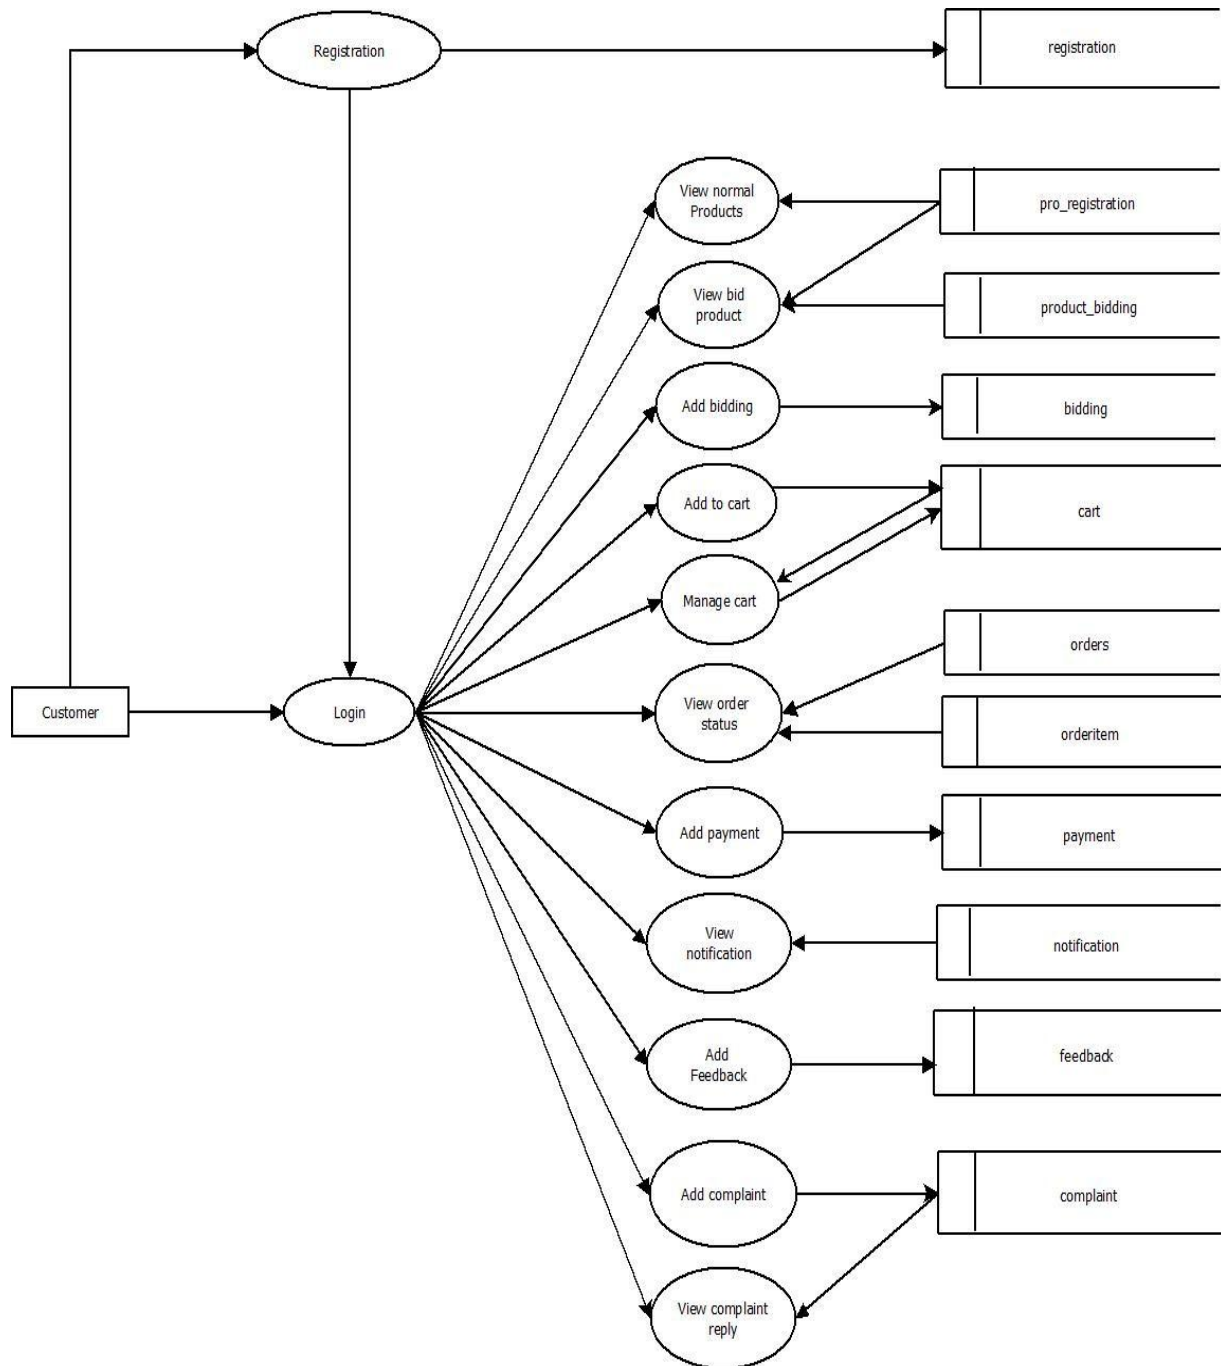 Registration
registration
View normal
Products
pro_registration
View bid
product
product_bidding
Add bidding
bidding
Add to cart
cart
Manage cart
orders
Customer
Login
View order
status
orderitem
Add payment
payment
View
notification
notification
Add
Feedback
feedback
Add complaint
complaint
View complaint
reply